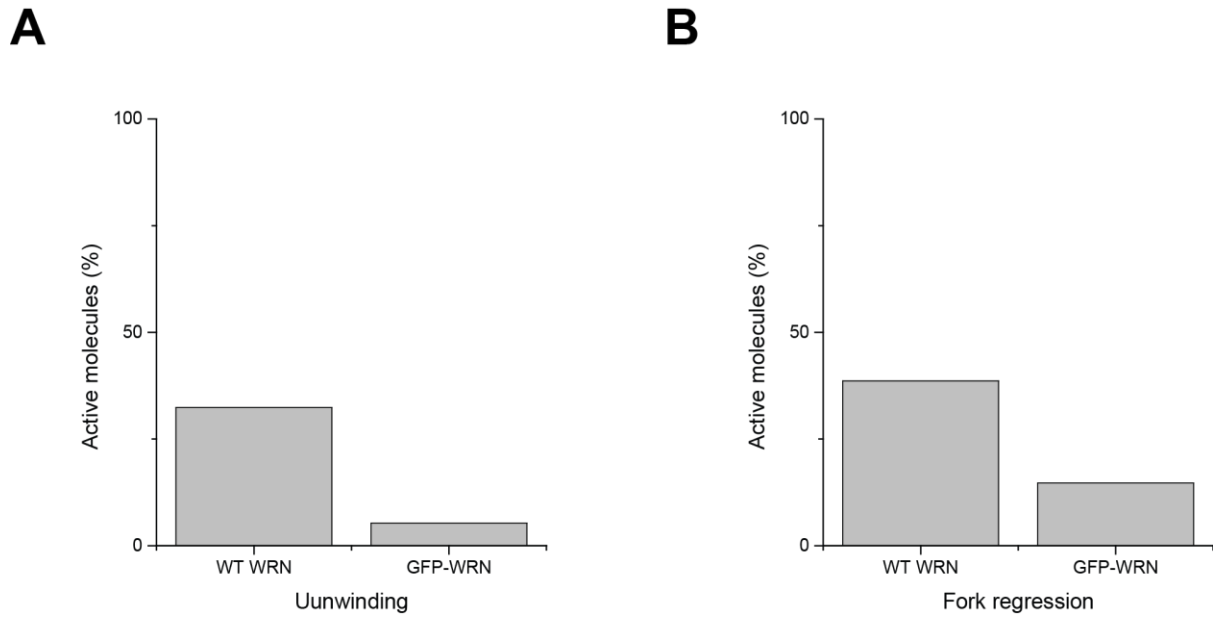 A
100
50
0
Active molecules (%)
WT WRN
GFP-WRN
Uunwinding
B
100
50
0
Active molecules (%)
WT WRN
GFP-WRN
Fork regression